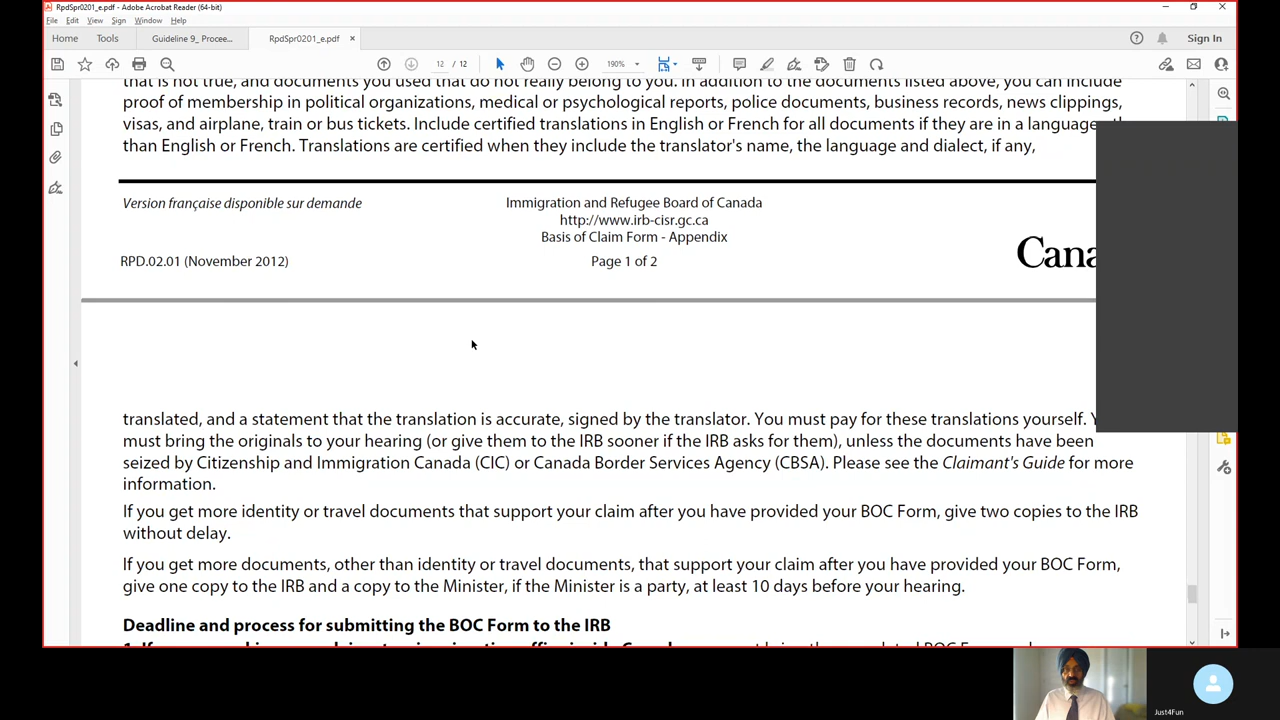 RpdSpr0201_e.pdf - Adobe Acrobat Reader (64-bit)
File Edit View Sign Window Help
Home Tools Guideline 9_ Procee... RpdSpr0201_e.pdf × Sign In
12 / 12 190%
that is not true, and documents you used that do not really belong to you. In addition to the documents listed above, you can include
proof of membership in political organizations, medical or psychological reports, police documents, business records, news clippings,
visas, and airplane, train or bus tickets. Include certified translations in English or French for all documents if they are in a language
than English or French. Translations are certified when they include the translator's name, the language and dialect, if any,
Version française disponible sur demande
Immigration and Refugee Board of Canada
http://www.irb-cisr.gc.ca
Basis of Claim Form - Appendix
RPD.02.01 (November 2012)
Page 1 of 2
Cana
translated, and a statement that the translation is accurate, signed by the translator. You must pay for these translations yourself.
must bring the originals to your hearing (or give them to the IRB sooner if the IRB asks for them), unless the documents have been
seized by Citizenship and Immigration Canada (CIC) or Canada Border Services Agency (CBSA). Please see the Claimant's Guide for more
information.
If you get more identity or travel documents that support your claim after you have provided your BOC Form, give two copies to the IRB
without delay.
If you get more documents, other than identity or travel documents, that support your claim after you have provided your BOC Form,
give one copy to the IRB and a copy to the Minister, if the Minister is a party, at least 10 days before your hearing.
Deadline and process for submitting the BOC Form to the IRB
Just4Fun